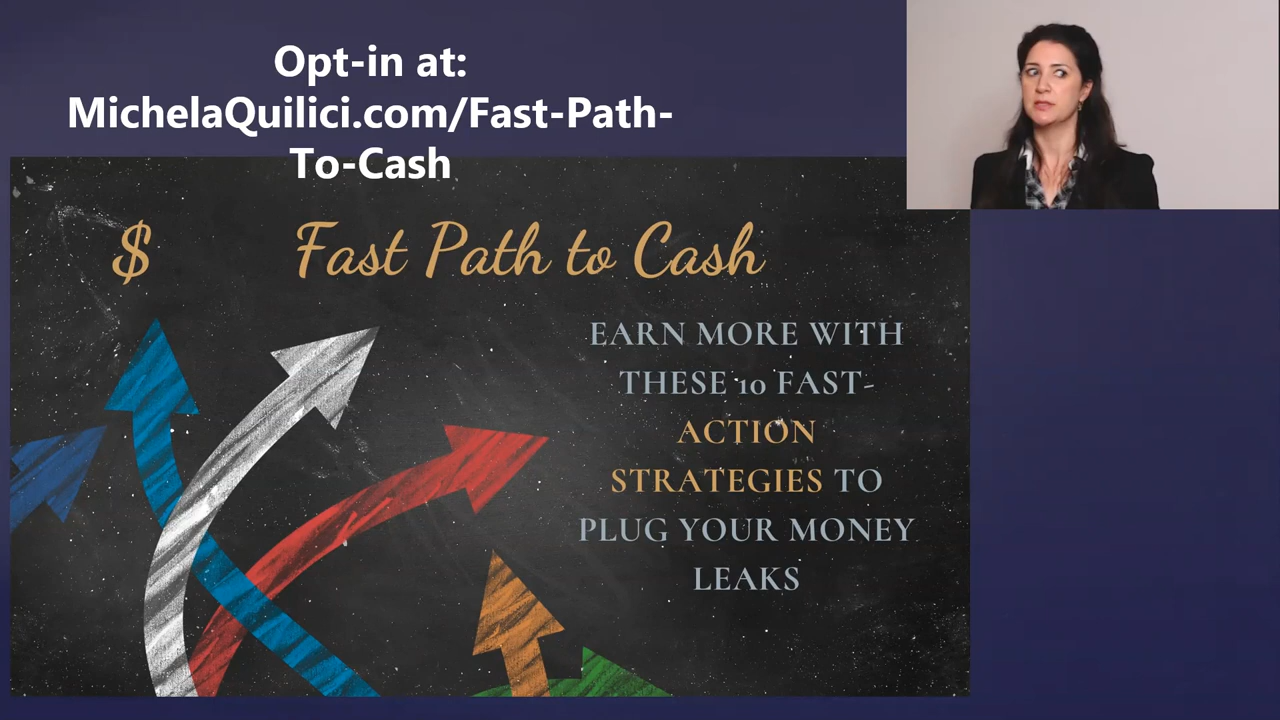 Opt-in at:
MichelaQuilici.com/Fast-Path-
To-Cash
$
Fast Path to Cash
EARN MORE WITH
THESE 10 FAST-
ACTION
STRATEGIES TO
PLUG YOUR MONEY
LEAKS